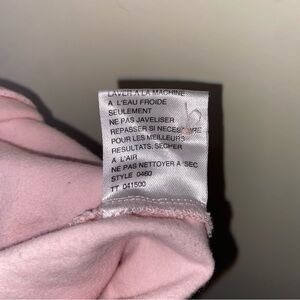 LAVER A LA MACHINE
A L'EAU FROIDE
SEULEMENT
NE PAS JAVELISER
REPASSER SI NECESSAIRE
POUR LES MEILLEURS
RESULTATS, SECHER
A L'AIR
NE PAS NETTOYER A SEC
STYLE 0460
TT 041500